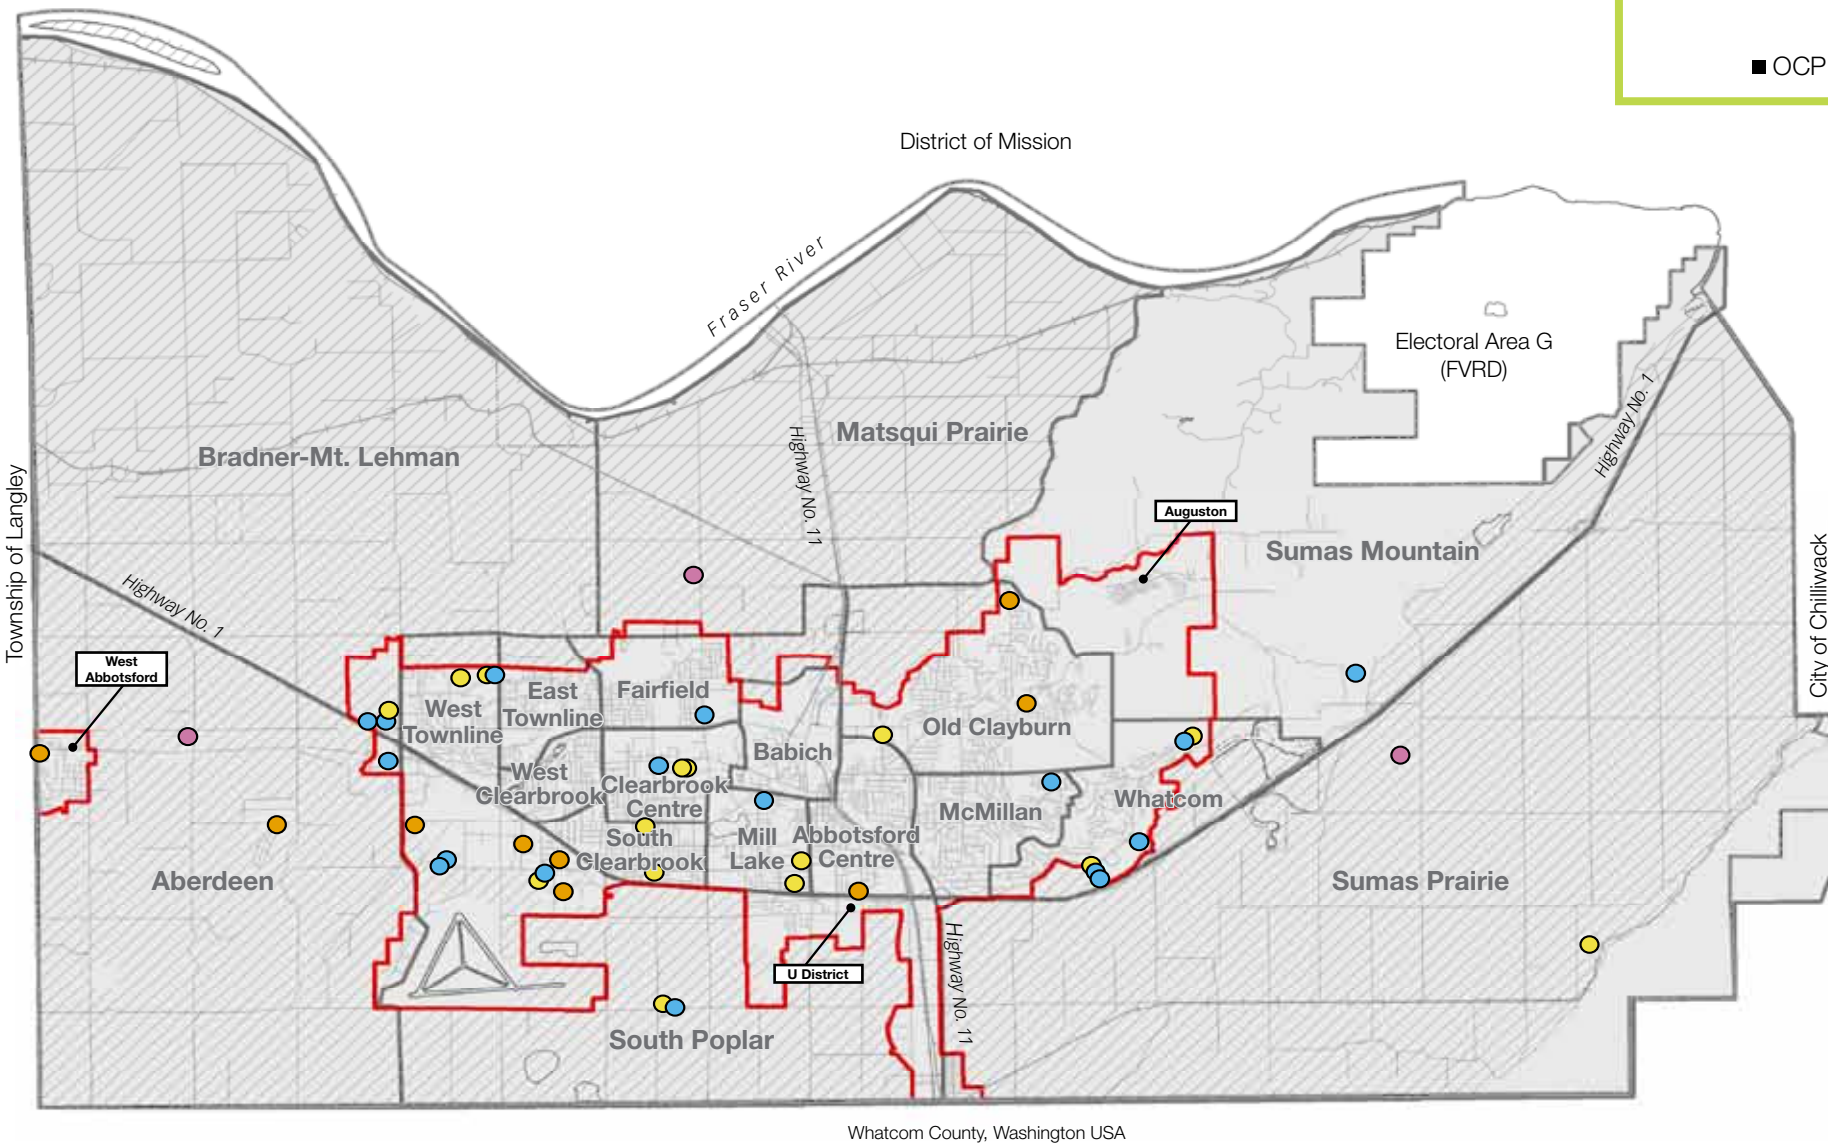 ■ OCP
District of Mission
Fraser River
Electoral Area G
(FVRD)
Highway No. 1
Matsqui Prairie
Bradner-Mt. Lehman
Highway No. 11
Township of Langley
Auguston
Sumas Mountain
City of Chilliwack
Highway No. 1
West
Abbotsford
East
Townline
Fairfield
West
Townline
Old Clayburn
Babich
West
Clearbrook
Clearbrook
Centre
McMillan
Whatcom
South
Clearbrook
Mill
Lake
Abbotsford
Centre
Aberdeen
Sumas Prairie
U District
Highway No. 11
South Poplar
Whatcom County, Washington USA